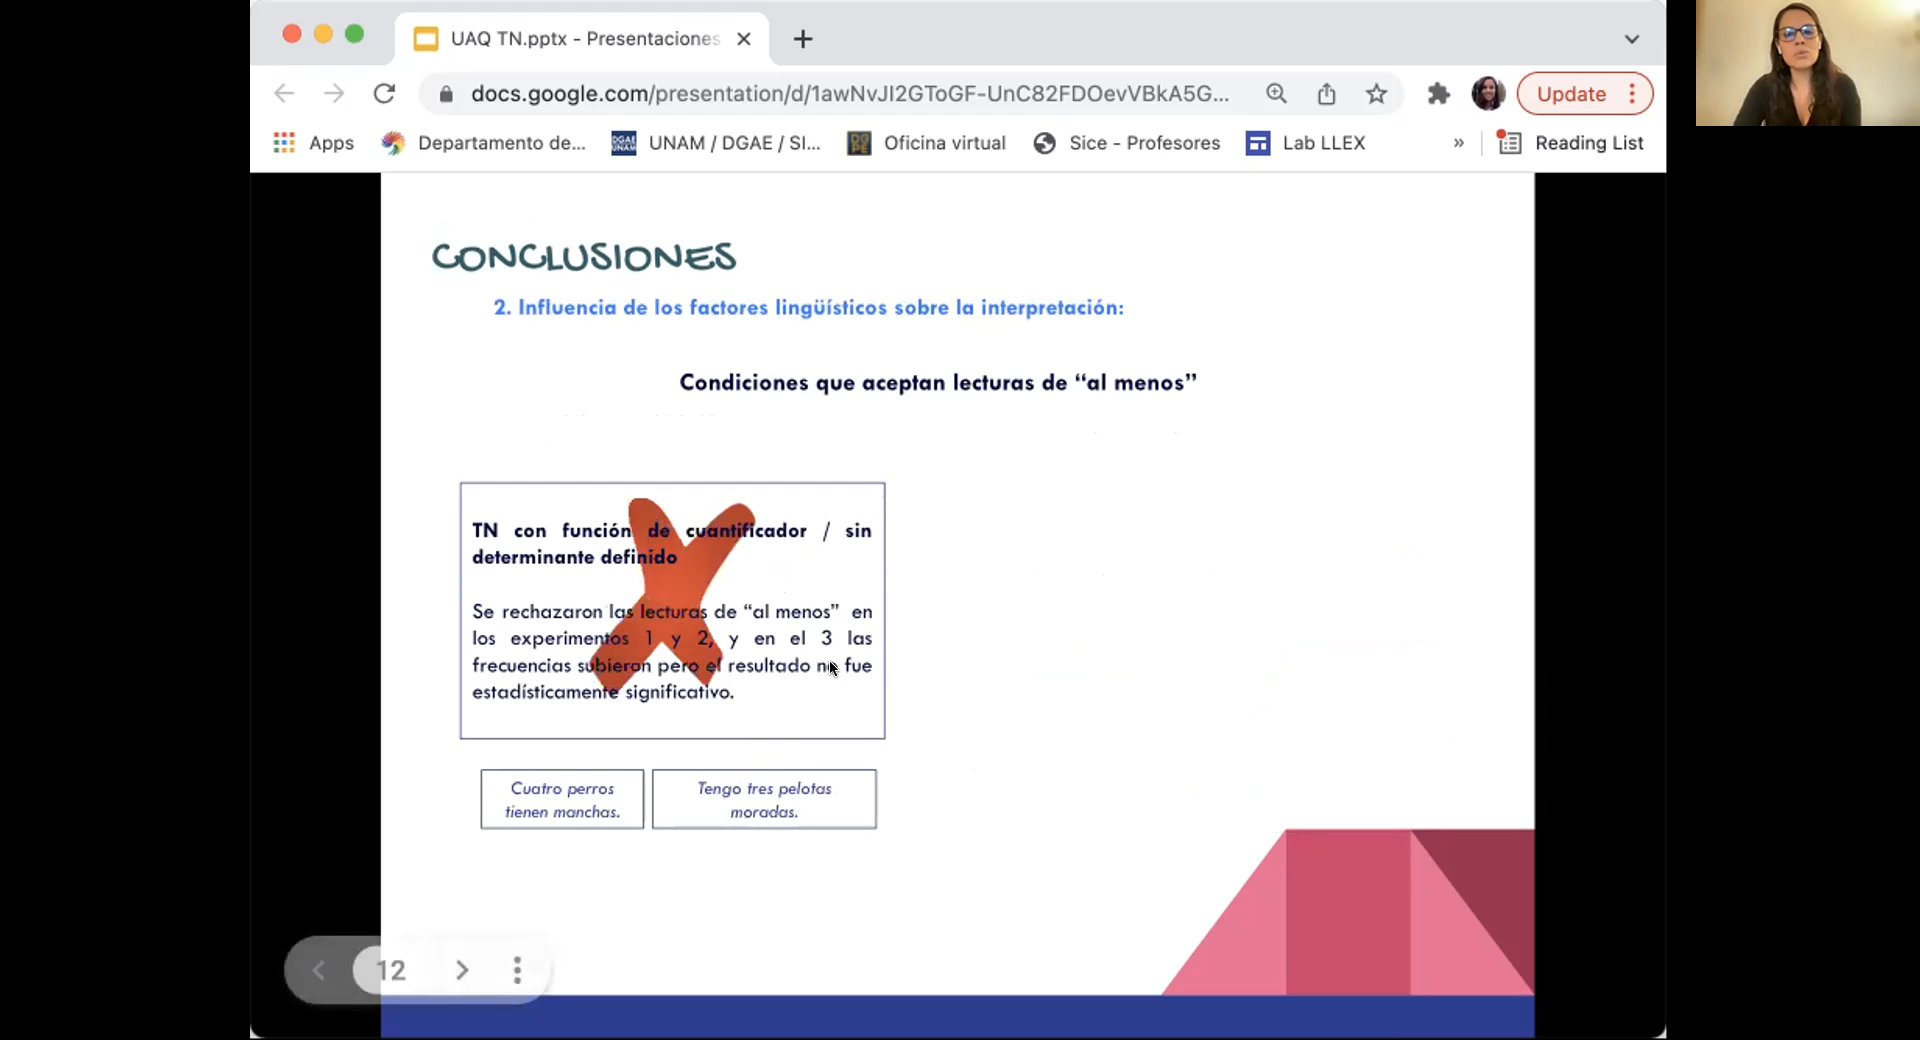 UAQ TN.pptx - Presentaciones
docs.google.com/presentation/d/1awNvJI2GToGF-UnC82FDOevVBkA5G...
Update
Apps
Departamento de...
DGAE UNAM
UNAM / DGAE / SI...
Oficina virtual
Sice - Profesores
Lab LLEX
»
Reading List
CONCLUSIONES
2. Influencia de los factores lingüísticos sobre la interpretación:
Condiciones que aceptan lecturas de “al menos”
TN con función de cuantificador / sin
determinante definido
Se rechazaron las lecturas de “al menos” en
los experimentos 1 y 2, y en el 3 las
frecuencias subieron pero el resultado no fue
estadísticamente significativo.
Cuatro perros
tienen manchas.
Tengo tres pelotas
moradas.
12